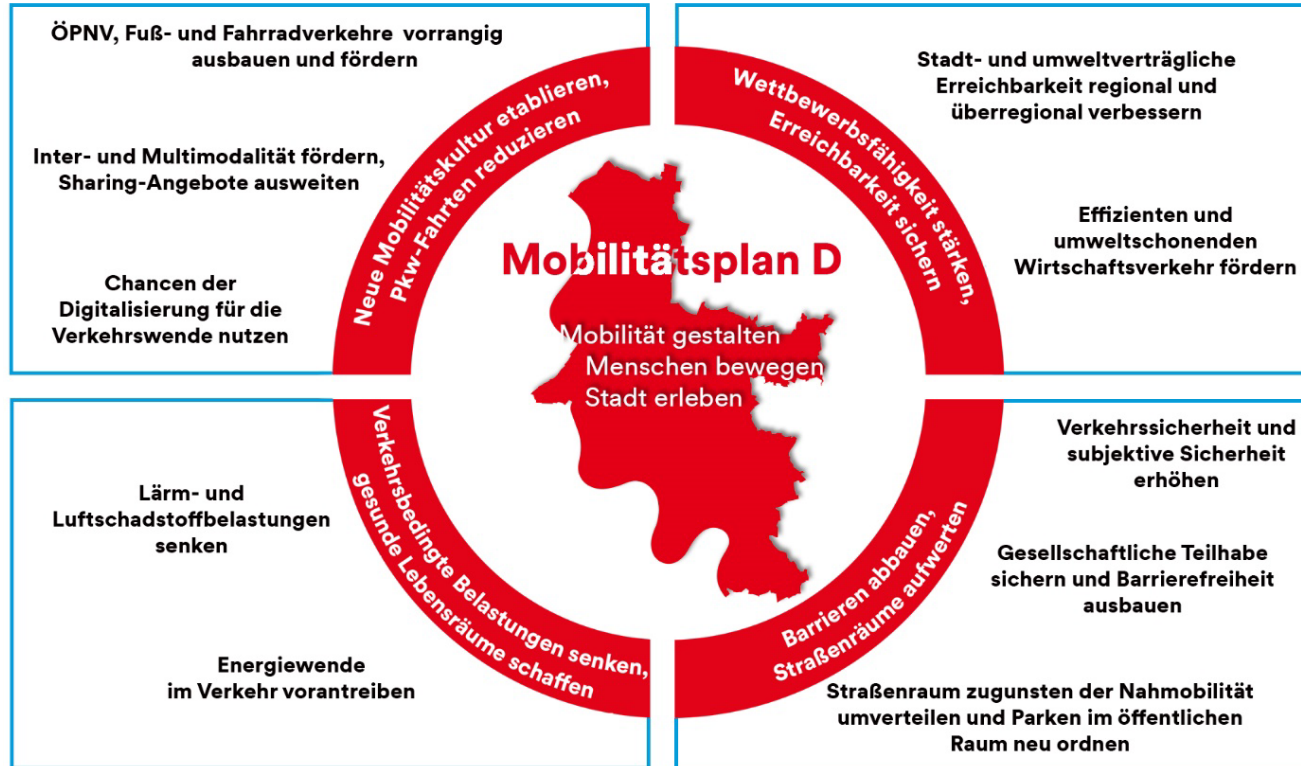 ÖPNV, Fuß- und Fahrradverkehre vorrangig
ausbauen und fördern
Inter- und Multimodalität fördern,
Sharing-Angebote ausweiten
Chancen der
Digitalisierung für die
Verkehrswende nutzen
Neue Mobilitätskultur etablieren,
Pkw-Fahrten reduzieren
Wettbewerbsfähigkeit stärken,
Erreichbarkeit sichern
Stadt- und umweltverträgliche
Erreichbarkeit regional und
überregional verbessern
Effizienten und
umweltschonenden
Wirtschaftsverkehr fördern
Mobilitätsplan D
Mobilität gestalten
Menschen bewegen
Stadt erleben
Lärm- und
Luftschadstoffbelastungen
senken
Energiewende
im Verkehr vorantreiben
Verkehrsbedingte Belastungen senken,
gesunde Lebensräume schaffen
Barrieren abbauen,
Straßenräume aufwerten
Verkehrssicherheit und
subjektive Sicherheit
erhöhen
Gesellschaftliche Teilhabe
sichern und Barrierefreiheit
ausbauen
Straßenraum zugunsten der Nahmobilität
umverteilen und Parken im öffentlichen
Raum neu ordnen